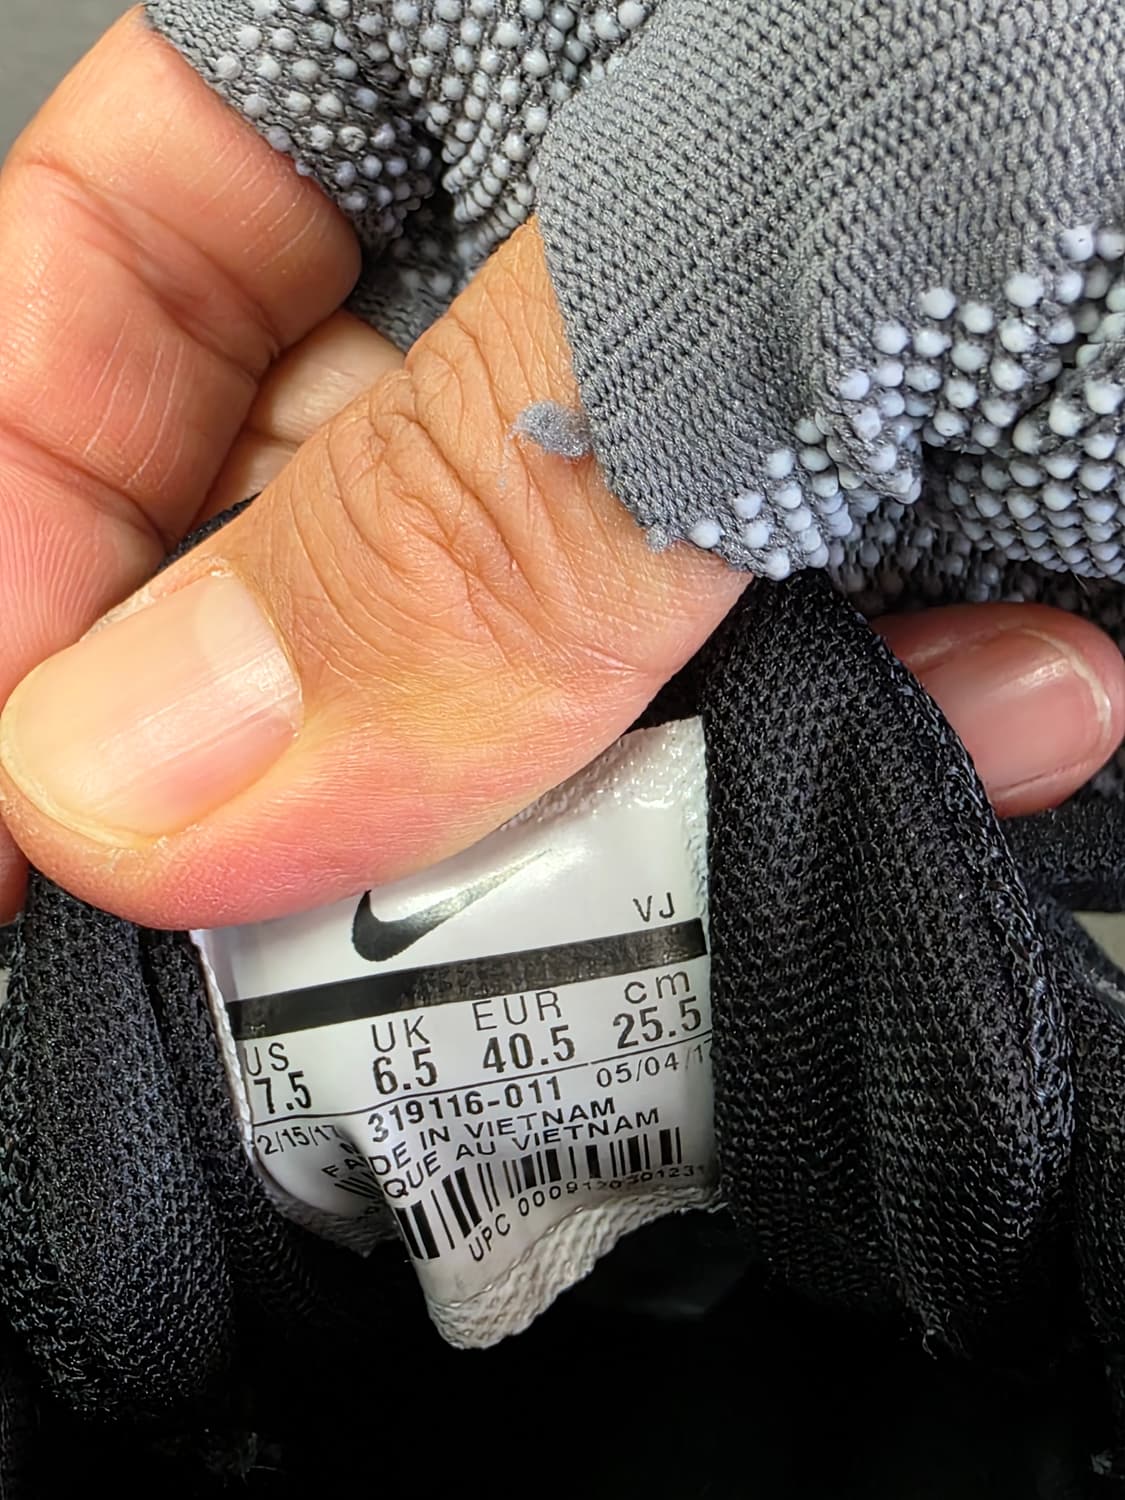 VJ
US UK EUR cm
7.5 6.5 40.5 25.5
2/15/17 05/04/17
319116-011
DE IN VIETNAM
QUE AU VIETNAM
UPC